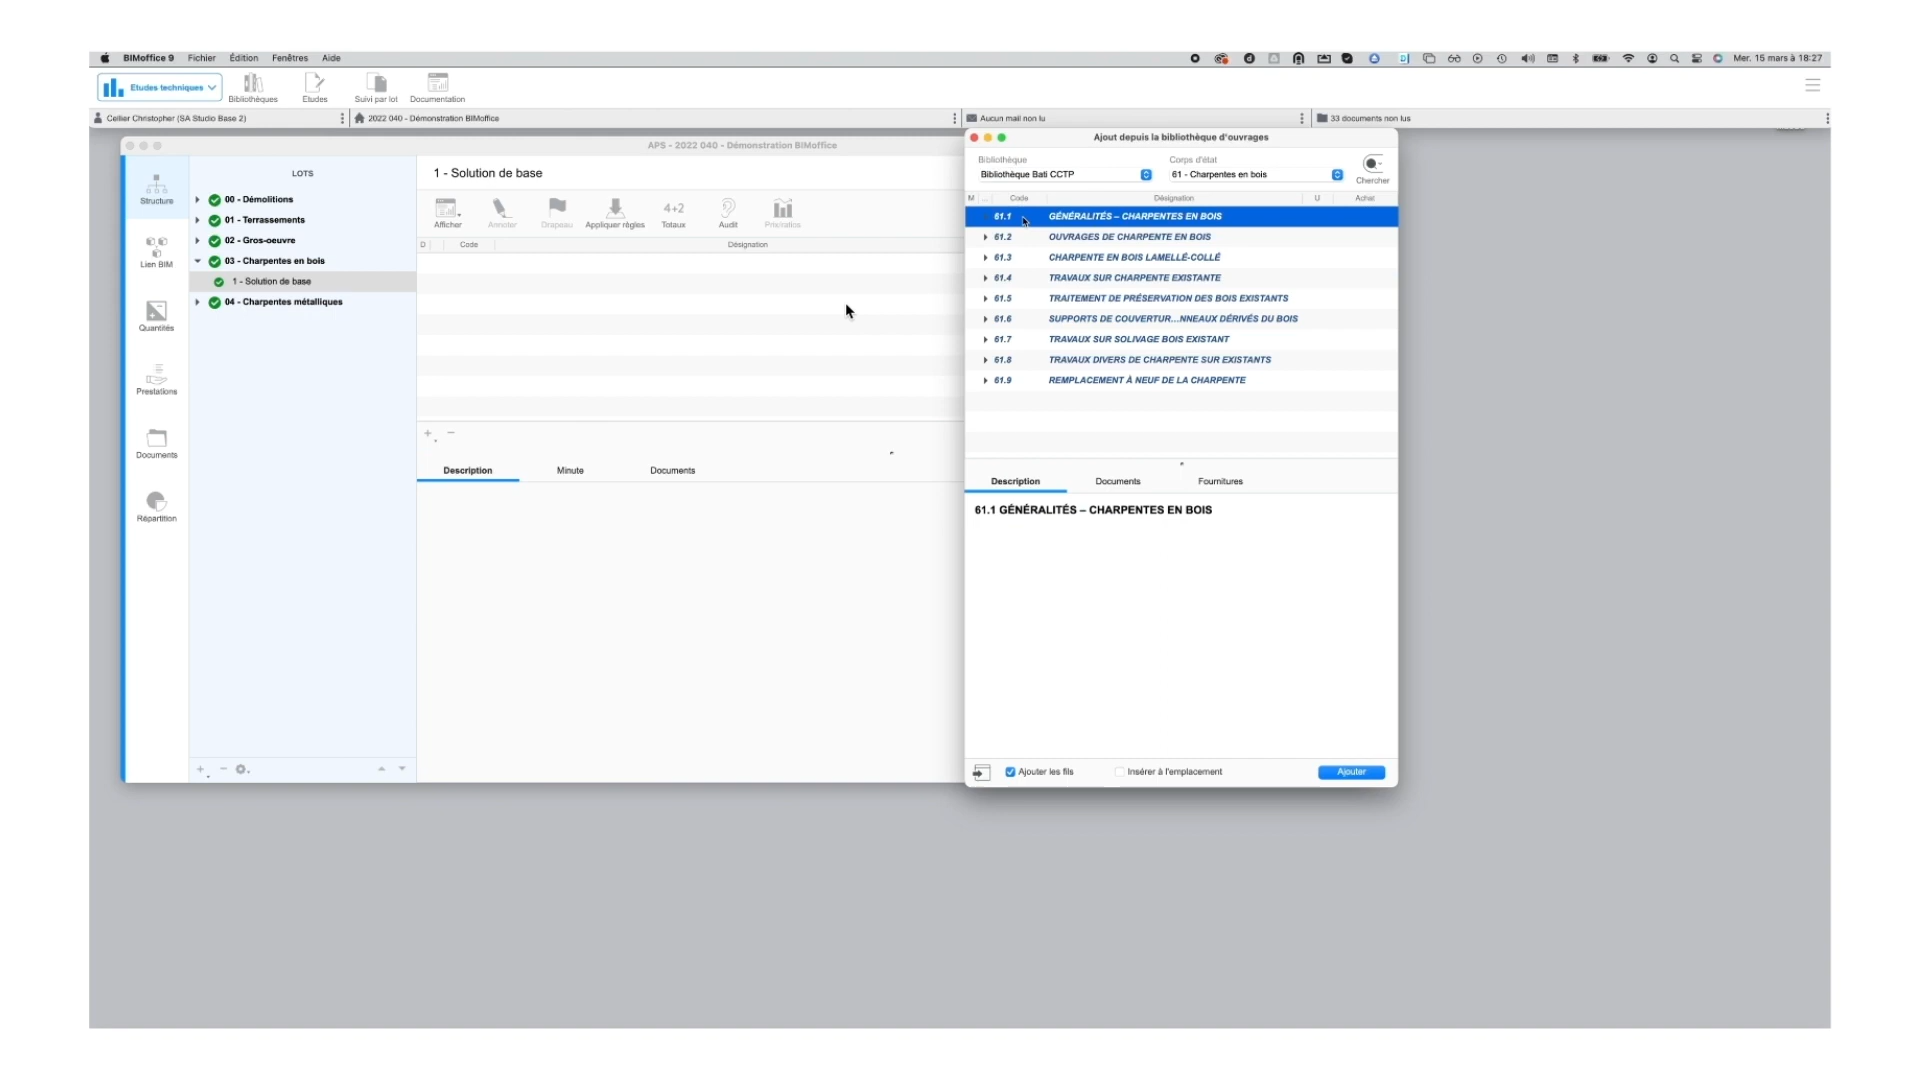 BIMoffice 9 Fichier Édition Fenêtres Aide
Mer. 15 mars à 18:27
Etudes techniques
Bibliothèques Etudes Suivi par lot Documentation
Cellier Christopher (SA Studio Base 2) 2022 040 - Démonstration BIMoffice Aucun mail non lu 33 documents non lus
APS - 2022 040 - Démonstration BIMoffice
Structure
Lien BIM
Quantités
Prestations
Documents
Répartition
LOTS
00 - Démolitions
01 - Terrassements
02 - Gros-oeuvre
03 - Charpentes en bois
1 - Solution de base
04 - Charpentes métalliques
1 - Solution de base
4+2
Afficher Annoter Drapeau Appliquer règles Totaux Audit Prix/ratios
D Code Désignation
Description Minute Documents
Ajout depuis la bibliothèque d'ouvrages
Bibliothèque Corps d'état
Bibliothèque Bati CCTP 61 - Charpentes en bois
Chercher
M ... Code Désignation U Achat
61.1 GÉNÉRALITÉS – CHARPENTES EN BOIS
61.2 OUVRAGES DE CHARPENTE EN BOIS
61.3 CHARPENTE EN BOIS LAMELLÉ-COLLÉ
61.4 TRAVAUX SUR CHARPENTE EXISTANTE
61.5 TRAITEMENT DE PRÉSERVATION DES BOIS EXISTANTS
61.6 SUPPORTS DE COUVERTUR...NNEAUX DÉRIVÉS DU BOIS
61.7 TRAVAUX SUR SOLIVAGE BOIS EXISTANT
61.8 TRAVAUX DIVERS DE CHARPENTE SUR EXISTANTS
61.9 REMPLACEMENT À NEUF DE LA CHARPENTE
Description Documents Fournitures
61.1 GÉNÉRALITÉS – CHARPENTES EN BOIS
Ajouter les fils Insérer à l'emplacement Ajouter